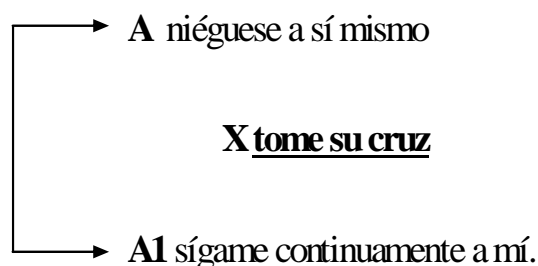 A niéguese a sí mismo
X tome su cruz
A1 sígame continuamente a mí.